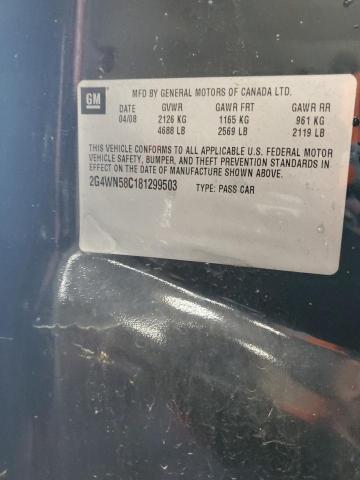 GM
MFD BY GENERAL MOTORS OF CANADA LTD.
DATE GVWR GAWR FRT GAWR RR
04/08 2126 KG 1165 KG 961 KG
4688 LB 2569 LB 2119 LB
THIS VEHICLE CONFORMS TO ALL APPLICABLE U.S. FEDERAL MOTOR
VEHICLE SAFETY, BUMPER, AND THEFT PREVENTION STANDARDS IN
EFFECT ON THE DATE OF MANUFACTURE SHOWN ABOVE.
2G4WN58C181299503 TYPE: PASS CAR